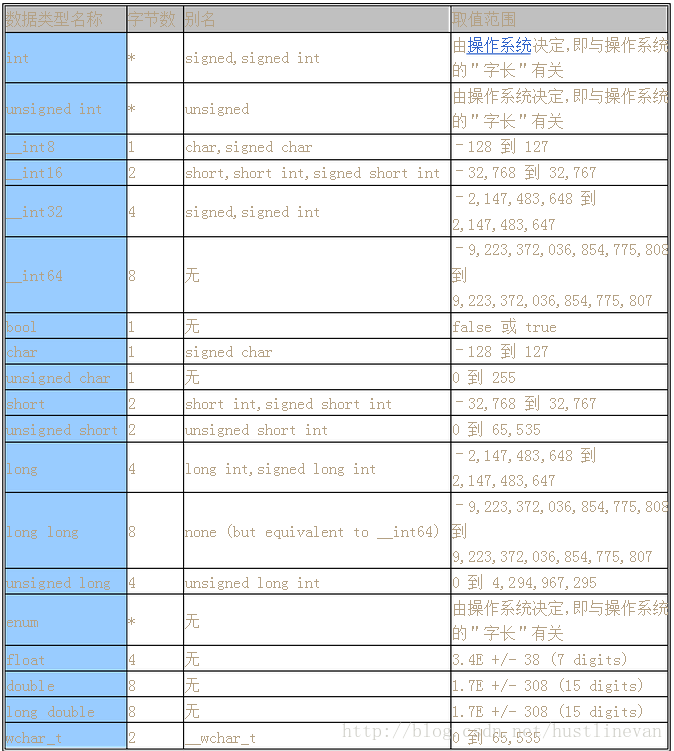 数据类型名称 字节数 别名 取值范围
int * signed,signed int 由操作系统决定,即与操作系统
的"字长"有关
unsigned int * unsigned 由操作系统决定,即与操作系统
的"字长"有关
__int8 1 char,signed char -128 到 127
__int16 2 short,short int,signed short int -32,768 到 32,767
__int32 4 signed,signed int -2,147,483,648 到
2,147,483,647
__int64 8 无 -9,223,372,036,854,775,808
到
9,223,372,036,854,775,807
bool 1 无 false 或 true
char 1 signed char -128 到 127
unsigned char 1 无 0 到 255
short 2 short int,signed short int -32,768 到 32,767
unsigned short 2 unsigned short int 0 到 65,535
long 4 long int,signed long int -2,147,483,648 到
2,147,483,647
long long 8 none (but equivalent to __int64) -9,223,372,036,854,775,808
到
9,223,372,036,854,775,807
unsigned long 4 unsigned long int 0 到 4,294,967,295
enum * 无 由操作系统决定,即与操作系统
的"字长"有关
float 4 无 3.4E +/- 38 (7 digits)
double 8 无 1.7E +/- 308 (15 digits)
long double 8 无 1.7E +/- 308 (15 digits)
wchar_t 2 __wchar_t 0 到 65,535
http://blog.csdn.net/hustlinevan